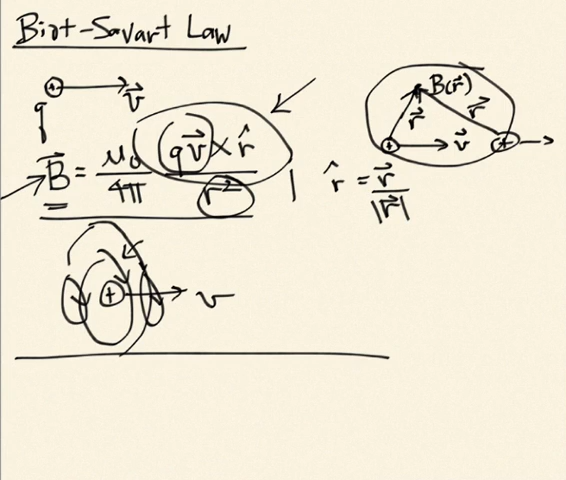 Biot-Savart Law
+ v⃗
q
B(r⃗)
r⃗ r⃗
+ v⃗ +
B⃗ = μ₀/4π qv⃗ × r̂/r²
r̂ = r⃗/|r⃗|
+ v